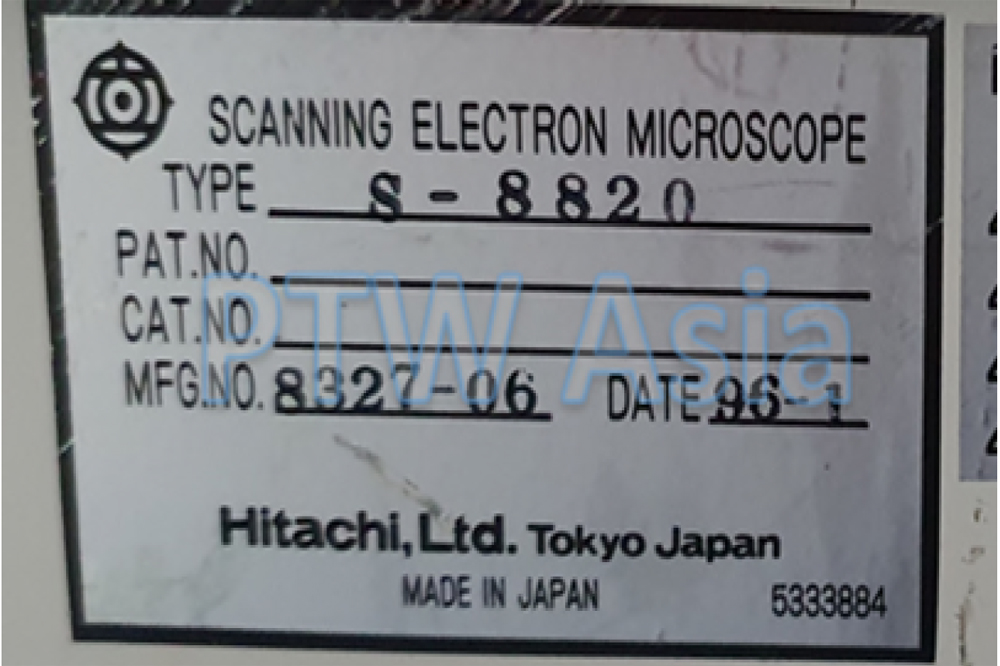 SCANNING ELECTRON MICROSCOPE
TYPE S-8820
PAT.NO.
CAT.NO.
PTW Asia
MFG.NO. 8327-06 DATE 96-1
Hitachi, Ltd. Tokyo Japan
MADE IN JAPAN 5333884